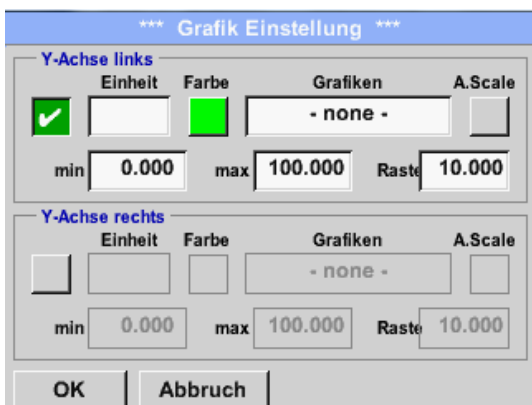 *** Grafik Einstellung ***
Y-Achse links
Einheit Farbe Grafiken A.Scale
- none -
min 0.000 max 100.000 Raste 10.000
Y-Achse rechts
Einheit Farbe Grafiken A.Scale
- none -
min 0.000 max 100.000 Raste 10.000
OK Abbruch